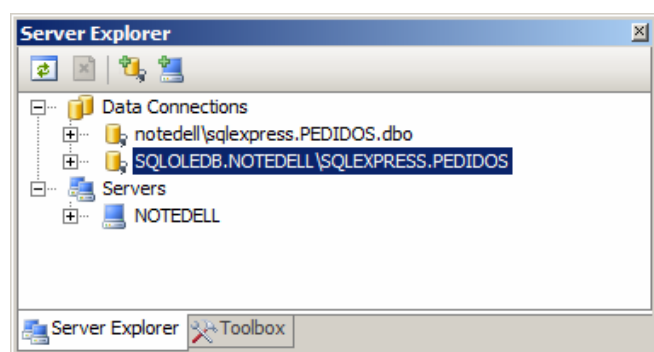 Server Explorer
Data Connections
notedell\sqlexpress.PEDIDOS.dbo
SQLOLEDB.NOTEDELL\SQLEXPRESS.PEDIDOS
Servers
NOTEDELL
Server Explorer Toolbox